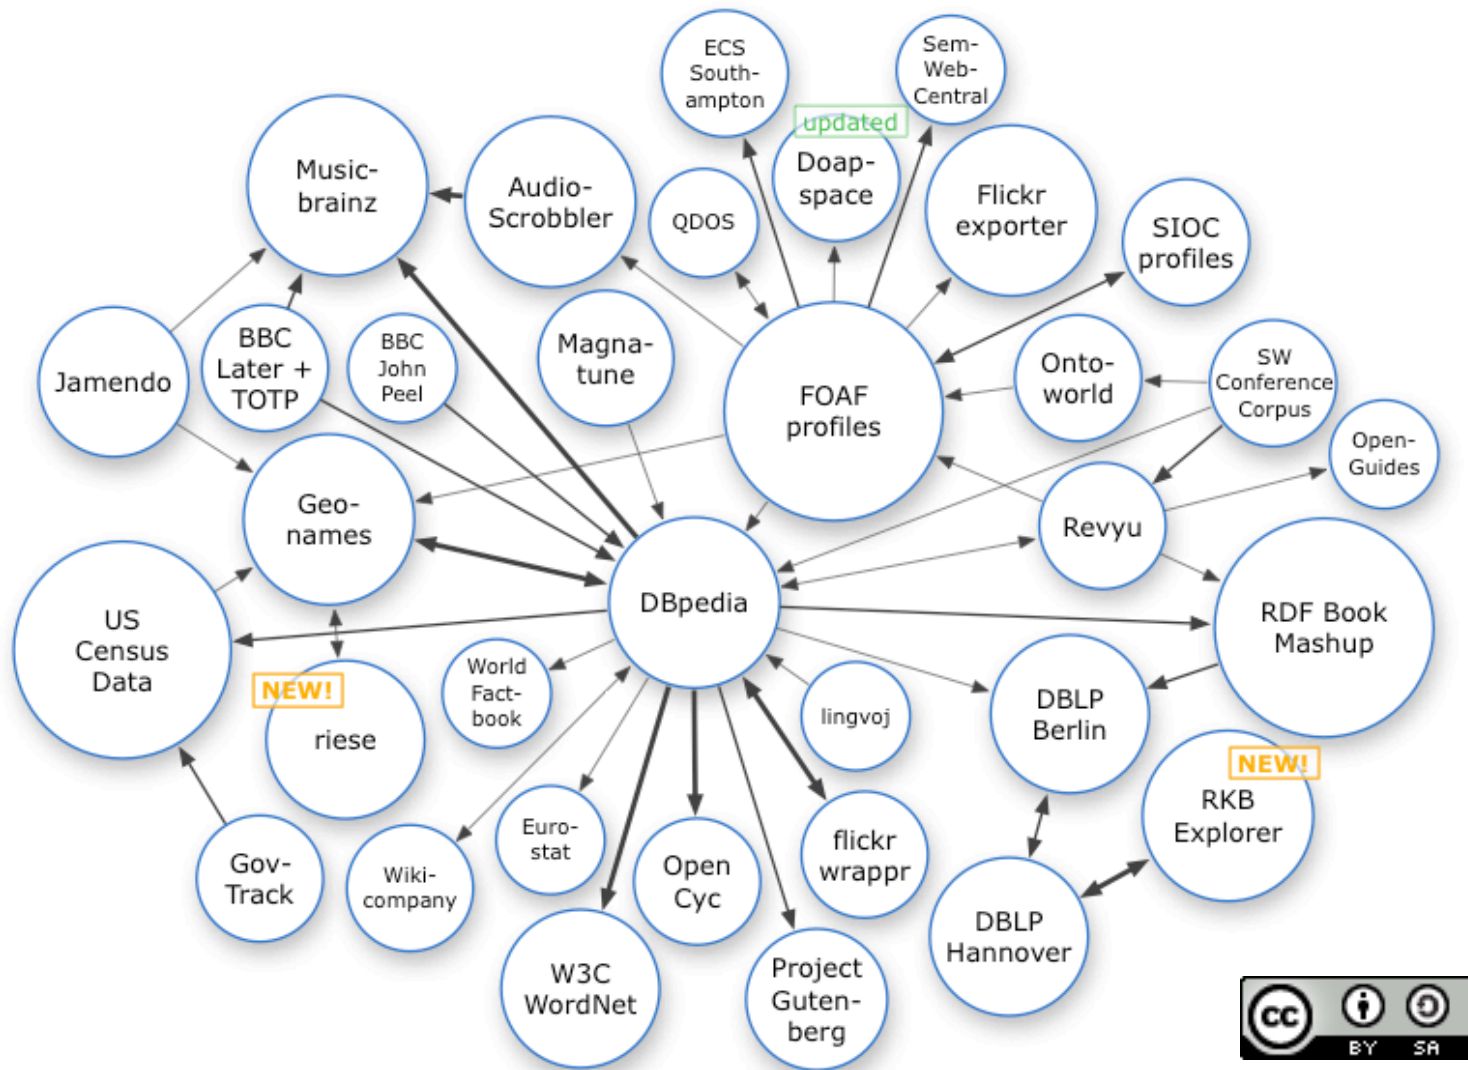 ECS
South-
ampton
Sem-
Web-
Central
updated
Doap-
space
Music-
brainz
Audio-
Scrobbler
QDOS
Flickr
exporter
SIOC
profiles
Jamendo
BBC
Later +
TOTP
BBC
John
Peel
Magna-
tune
FOAF
profiles
Onto-
world
SW
Conference
Corpus
Open-
Guides
Geo-
names
Revyu
US
Census
Data
DBpedia
RDF Book
Mashup
NEW!
riese
World
Fact-
book
lingvoj
DBLP
Berlin
NEW!
RKB
Explorer
Gov-
Track
Wiki-
company
Euro-
stat
Open
Cyc
flickr
wrappr
DBLP
Hannover
W3C
WordNet
Project
Guten-
berg
cc
BY SA